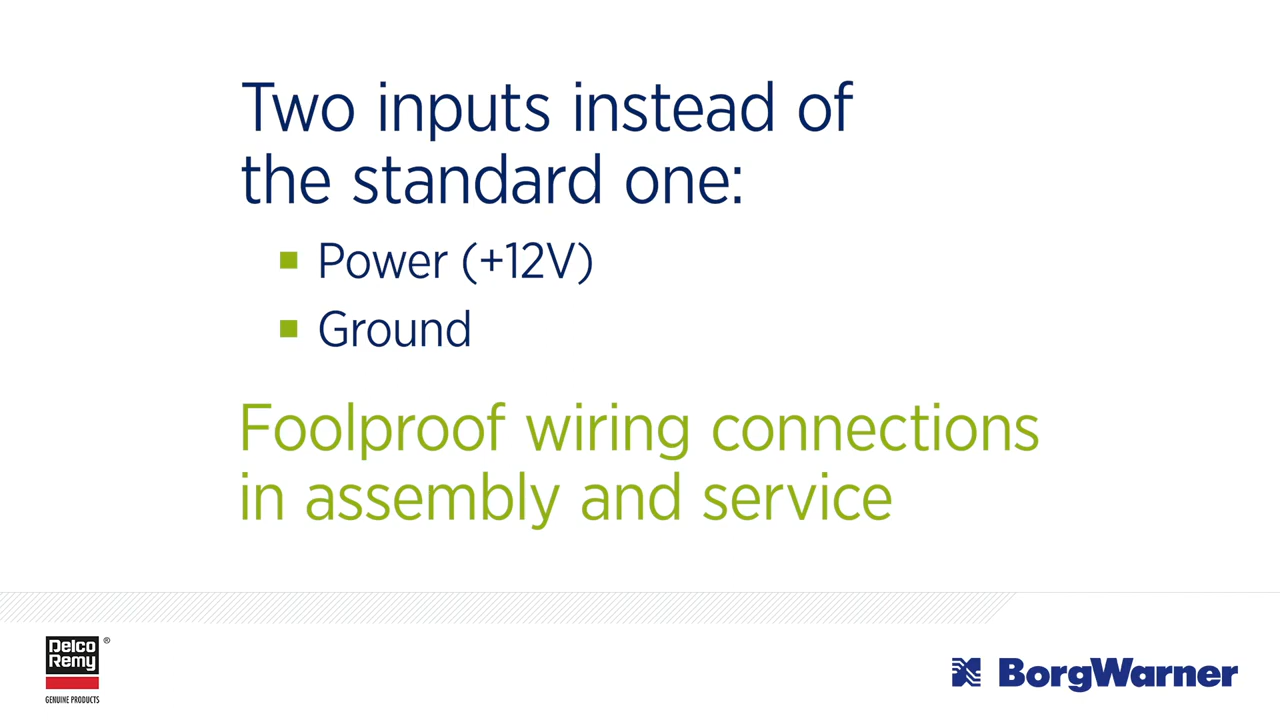 Two inputs instead of
the standard one:
Power (+12V)
Ground
Foolproof wiring connections
in assembly and service
Delco
Remy
®
GENUINE PRODUCTS
BorgWarner